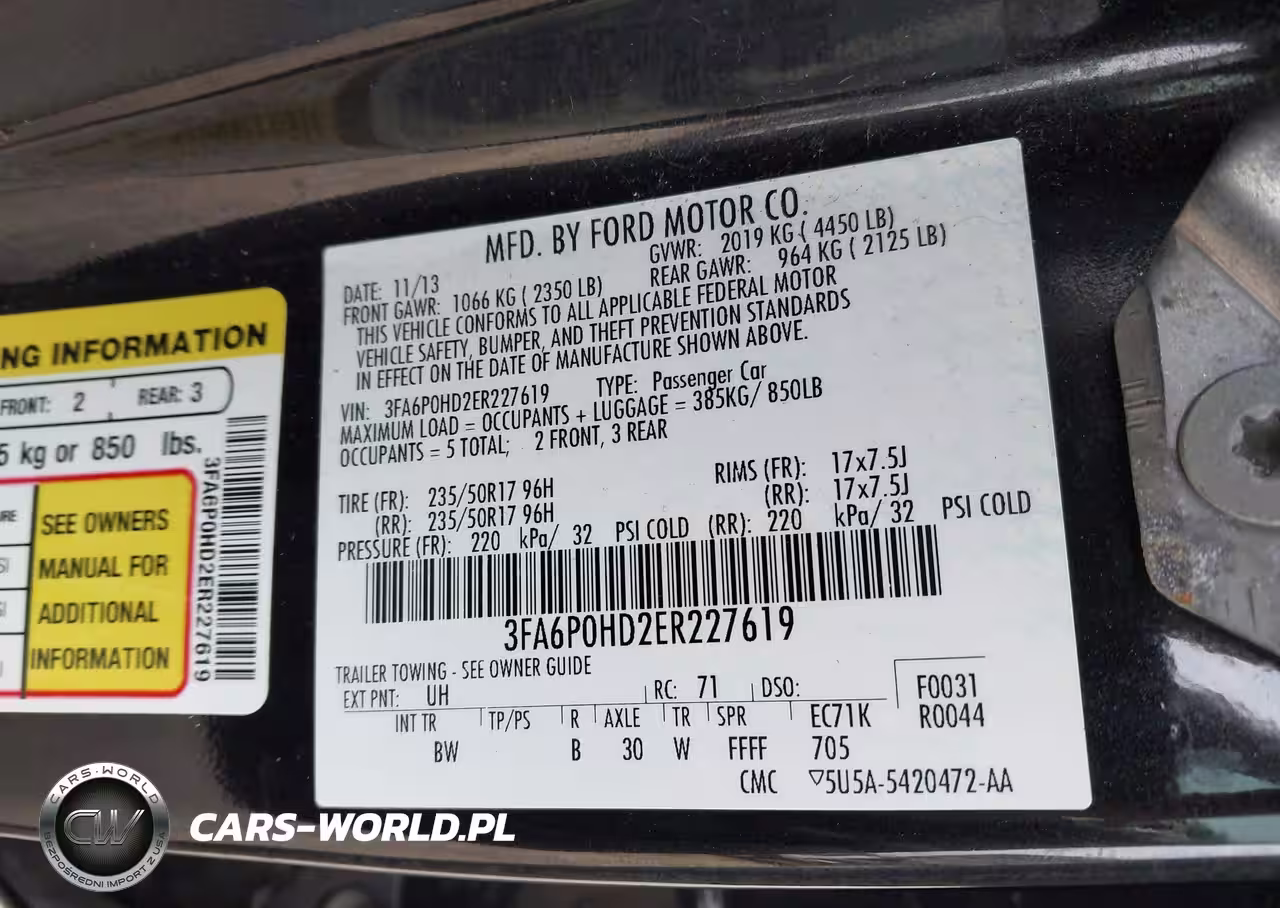 MFD. BY FORD MOTOR CO.
DATE: 11/13 GVWR: 2019 KG ( 4450 LB)
FRONT GAWR: 1066 KG ( 2350 LB) REAR GAWR: 964 KG ( 2125 LB)
THIS VEHICLE CONFORMS TO ALL APPLICABLE FEDERAL MOTOR
VEHICLE SAFETY, BUMPER, AND THEFT PREVENTION STANDARDS
IN EFFECT ON THE DATE OF MANUFACTURE SHOWN ABOVE.
VIN: 3FA6P0HD2ER227619 TYPE: Passenger Car
MAXIMUM LOAD = OCCUPANTS + LUGGAGE = 385KG/ 850LB
OCCUPANTS = 5 TOTAL; 2 FRONT, 3 REAR
TIRE (FR): 235/50R17 96H RIMS (FR): 17x7.5J
(RR): 235/50R17 96H (RR): 17x7.5J
PRESSURE (FR): 220 kPa/ 32 PSI COLD (RR): 220 kPa/ 32 PSI COLD
3FA6P0HD2ER227619
TRAILER TOWING - SEE OWNER GUIDE
EXT PNT: UH RC: 71 DSO: F0031
INT TR TP/PS R AXLE TR SPR EC71K R0044
BW B 30 W FFFF 705
CMC ▽5U5A-5420472-AA
NG INFORMATION
FRONT: 2 REAR: 3
5 kg or 850 lbs.
SEE OWNERS
MANUAL FOR
ADDITIONAL
INFORMATION
3FA6P0HD2ER227619
CARS-WORLD
CW
BEZPOŚREDNI IMPORT Z USA
CARS-WORLD.PL